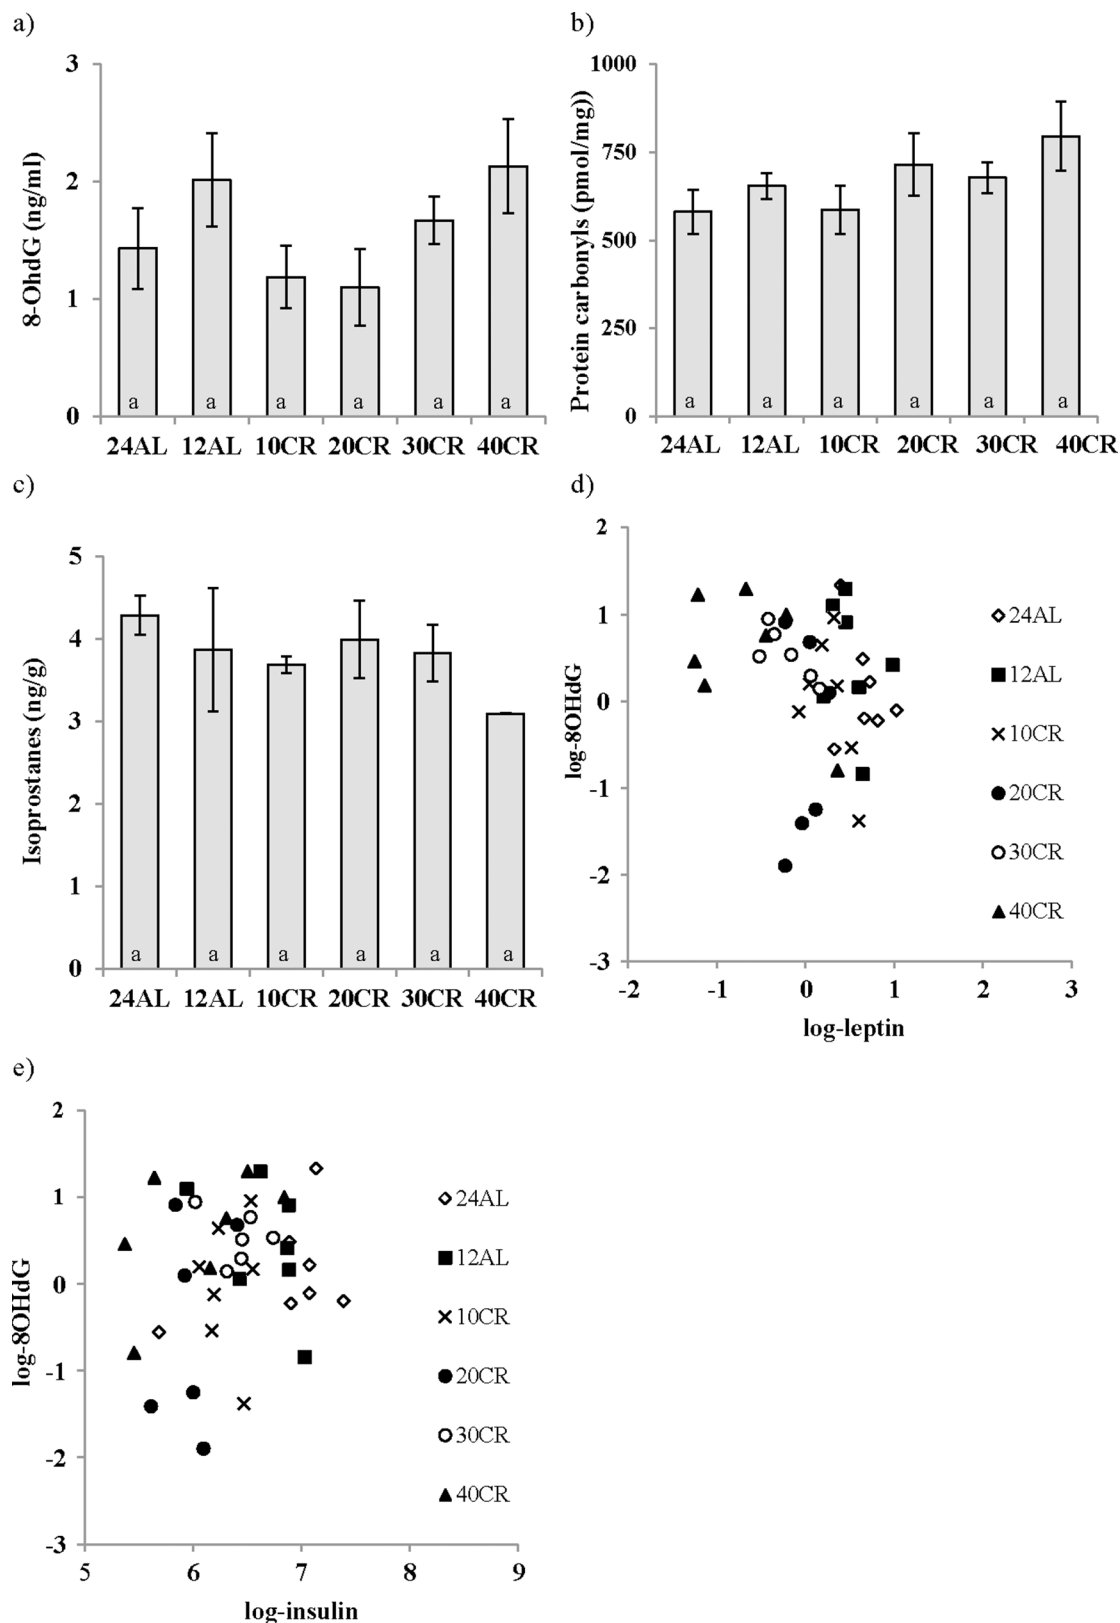 a)
3
2
1
0
8-OhdG (ng/ml)
a a a a a a
24AL 12AL 10CR 20CR 30CR 40CR
b)
1000
750
500
250
0
Protein carbonyls (pmol/mg))
a a a a a a
24AL 12AL 10CR 20CR 30CR 40CR
c)
5
4
3
2
1
0
Isoprostanes (ng/g)
a a a a a a
24AL 12AL 10CR 20CR 30CR 40CR
d)
2
1
0
-1
-2
-3
log-8OHdG
-2 -1 0 1 2 3
log-leptin
24AL
12AL
10CR
20CR
30CR
40CR
e)
2
1
0
-1
-2
-3
log-8OHdG
5 6 7 8 9
log-insulin
24AL
12AL
10CR
20CR
30CR
40CR